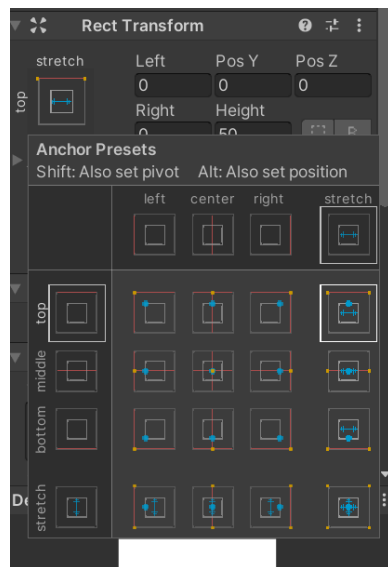 Rect Transform
stretch Left Pos Y Pos Z
top 0 0 0
Right Height
0 50 R
Anchor Presets
Shift: Also set pivot Alt: Also set position
left center right stretch
top
middle
bottom
stretch
De